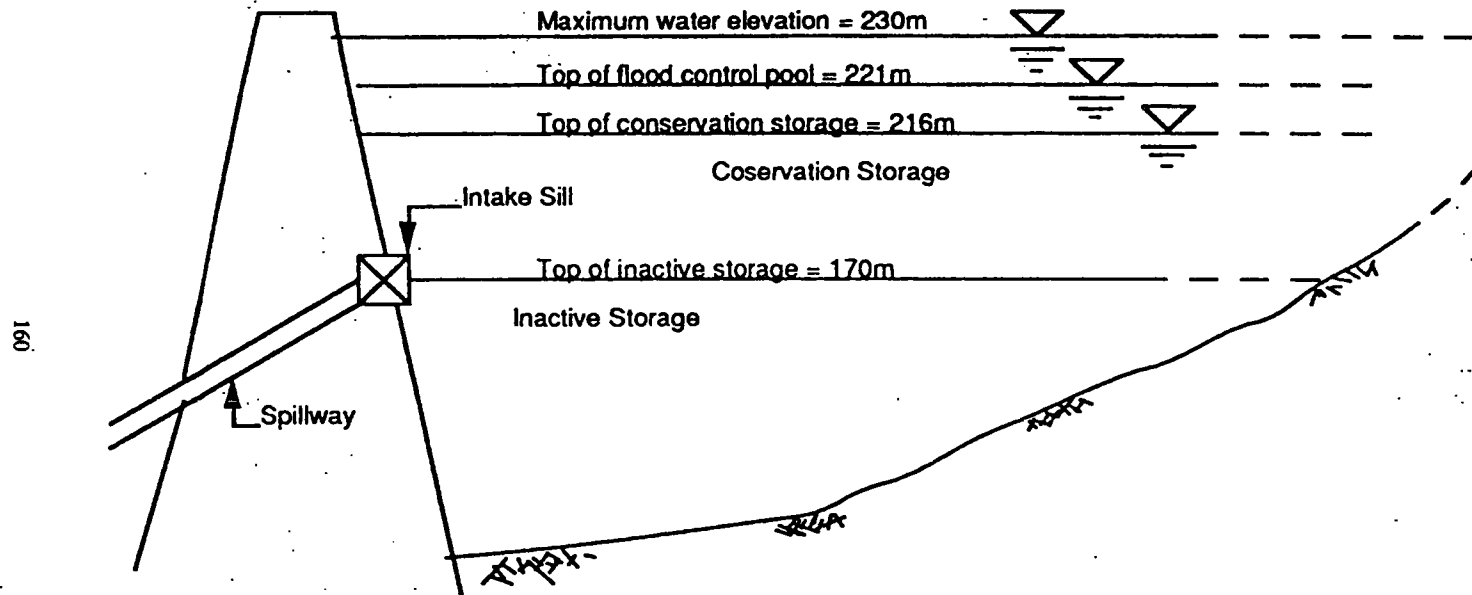 Maximum water elevation = 230m
Top of flood control pool = 221m
Top of conservation storage = 216m
Coservation Storage
Intake Sill
Top of inactive storage = 170m
Inactive Storage
Spillway
160